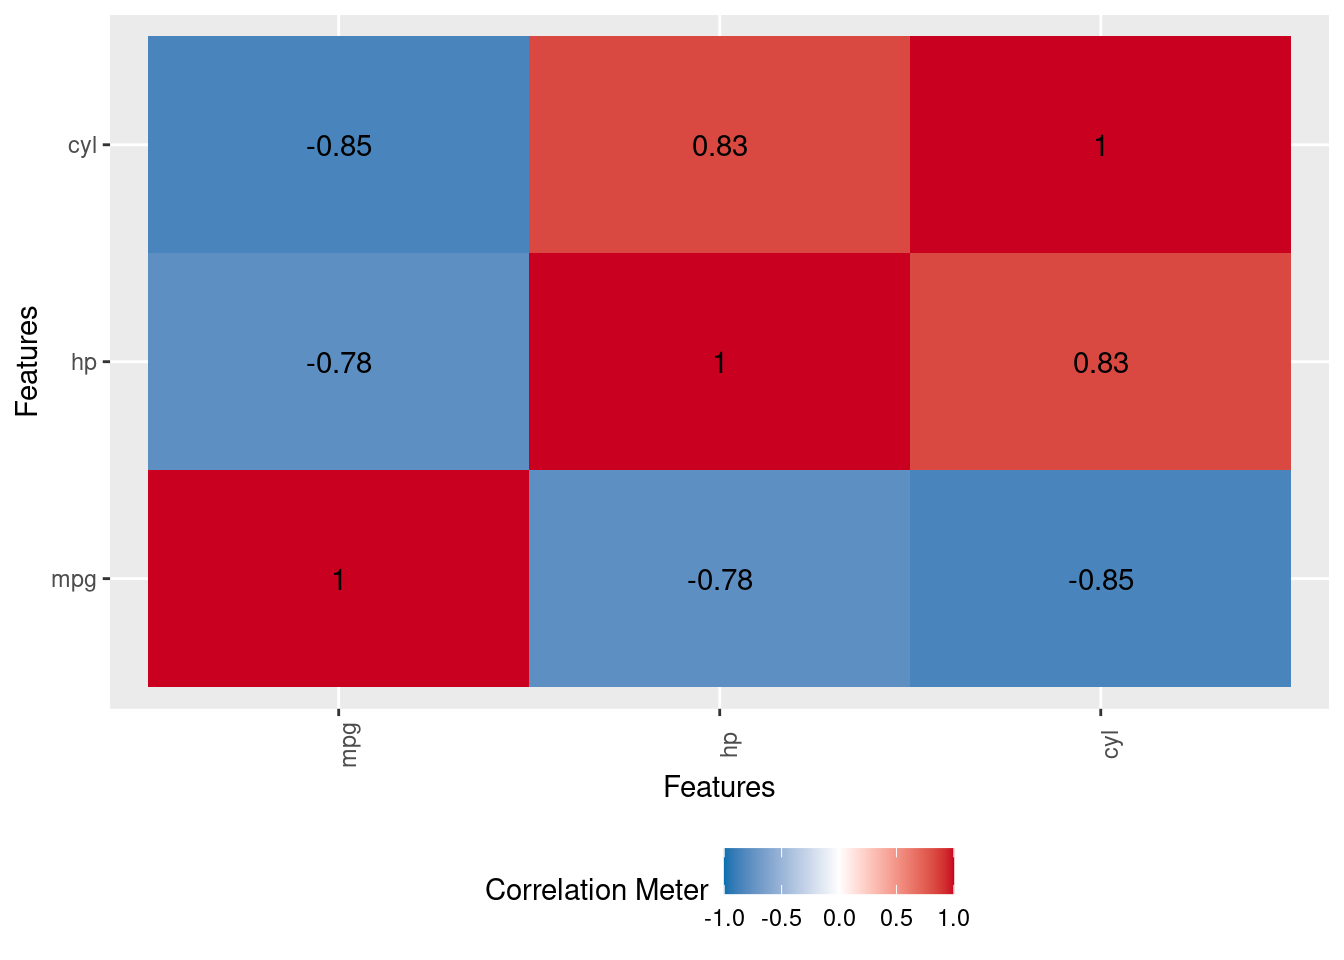 cyl -0.85 0.83 1
hp -0.78 1 0.83
mpg 1 -0.78 -0.85
Features
mpg hp cyl
Features
Correlation Meter
-1.0 -0.5 0.0 0.5 1.0